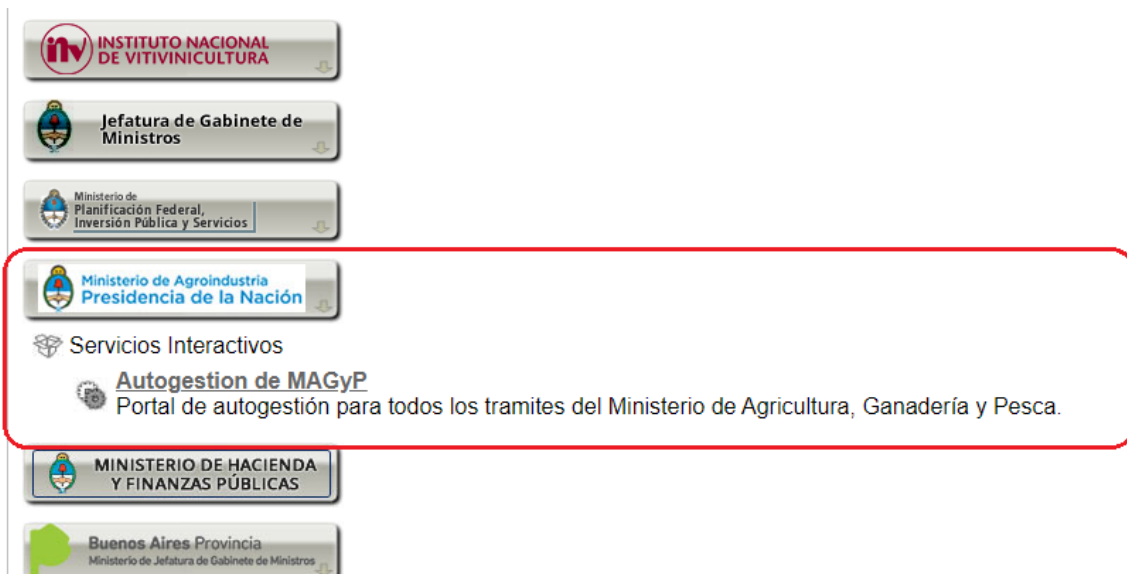 inv INSTITUTO NACIONAL
DE VITIVINICULTURA
Jefatura de Gabinete de
Ministros
Ministerio de
Planificación Federal,
Inversión Pública y Servicios
Ministerio de Agroindustria
Presidencia de la Nación
Servicios Interactivos
Autogestion de MAGyP
Portal de autogestión para todos los tramites del Ministerio de Agricultura, Ganadería y Pesca.
MINISTERIO DE HACIENDA
Y FINANZAS PÚBLICAS
Buenos Aires Provincia
Ministerio de Jefatura de Gabinete de Ministros